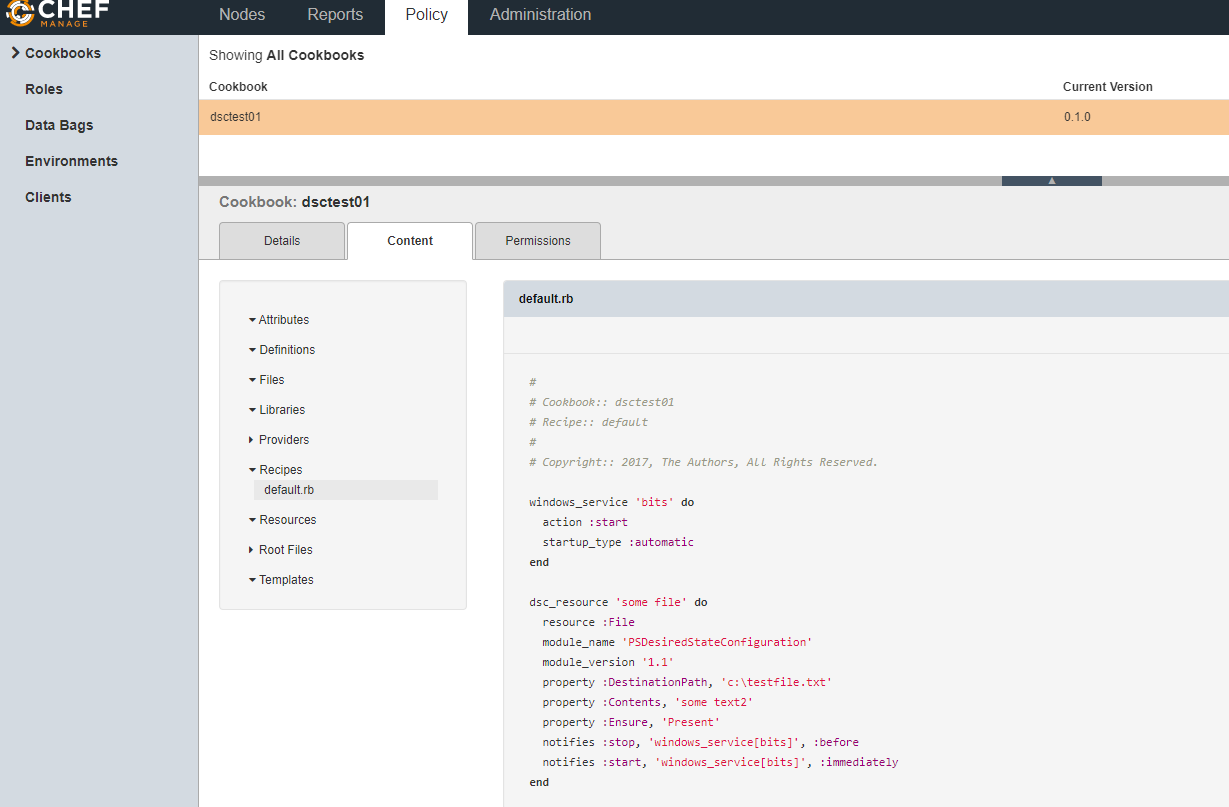 CHEF
MANAGE
Nodes Reports Policy Administration
Cookbooks
Roles
Data Bags
Environments
Clients
Showing All Cookbooks
Cookbook Current Version
dsctest01 0.1.0
Cookbook: dsctest01
Details Content Permissions
Attributes
Definitions
Files
Libraries
Providers
Recipes
default.rb
Resources
Root Files
Templates
default.rb
#
# Cookbook:: dsctest01
# Recipe:: default
#
# Copyright:: 2017, The Authors, All Rights Reserved.
windows_service 'bits' do
  action :start
  startup_type :automatic
end
dsc_resource 'some file' do
  resource :File
  module_name 'PSDesiredStateConfiguration'
  module_version '1.1'
  property :DestinationPath, 'c:\testfile.txt'
  property :Contents, 'some text2'
  property :Ensure, 'Present'
  notifies :stop, 'windows_service[bits]', :before
  notifies :start, 'windows_service[bits]', :immediately
end